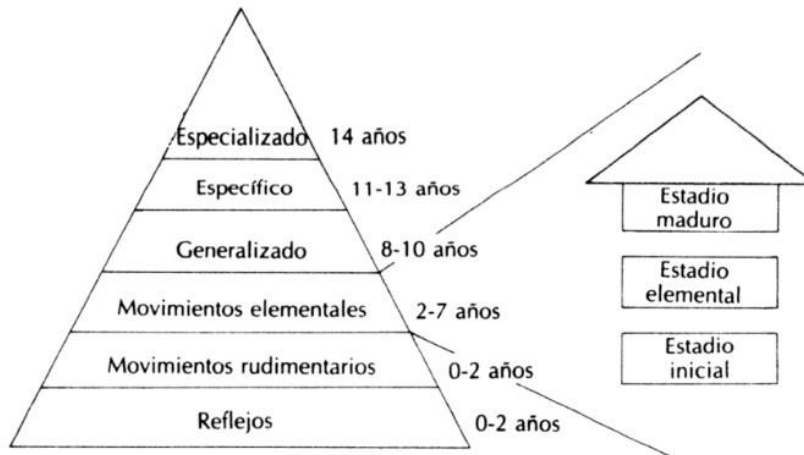 Especializado 14 años
Específico 11-13 años
Generalizado 8-10 años
Movimientos elementales 2-7 años
Movimientos rudimentarios 0-2 años
Reflejos 0-2 años
Estadio
maduro
Estadio
elemental
Estadio
inicial